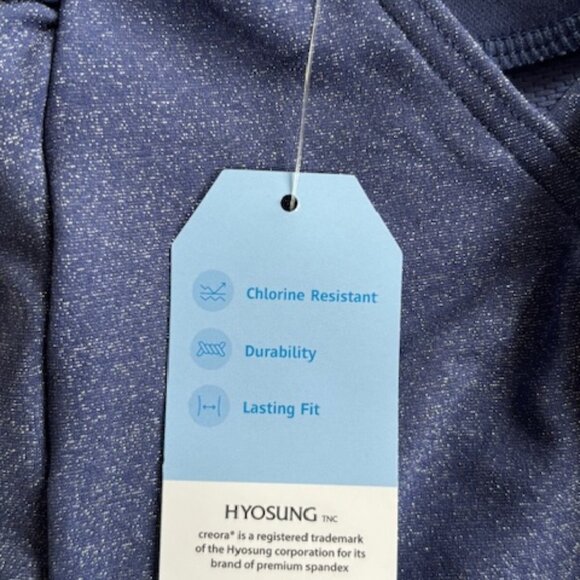 Chlorine Resistant
Durability
Lasting Fit
HYOSUNG TNC
creora® is a registered trademark
of the Hyosung corporation for its
brand of premium spandex